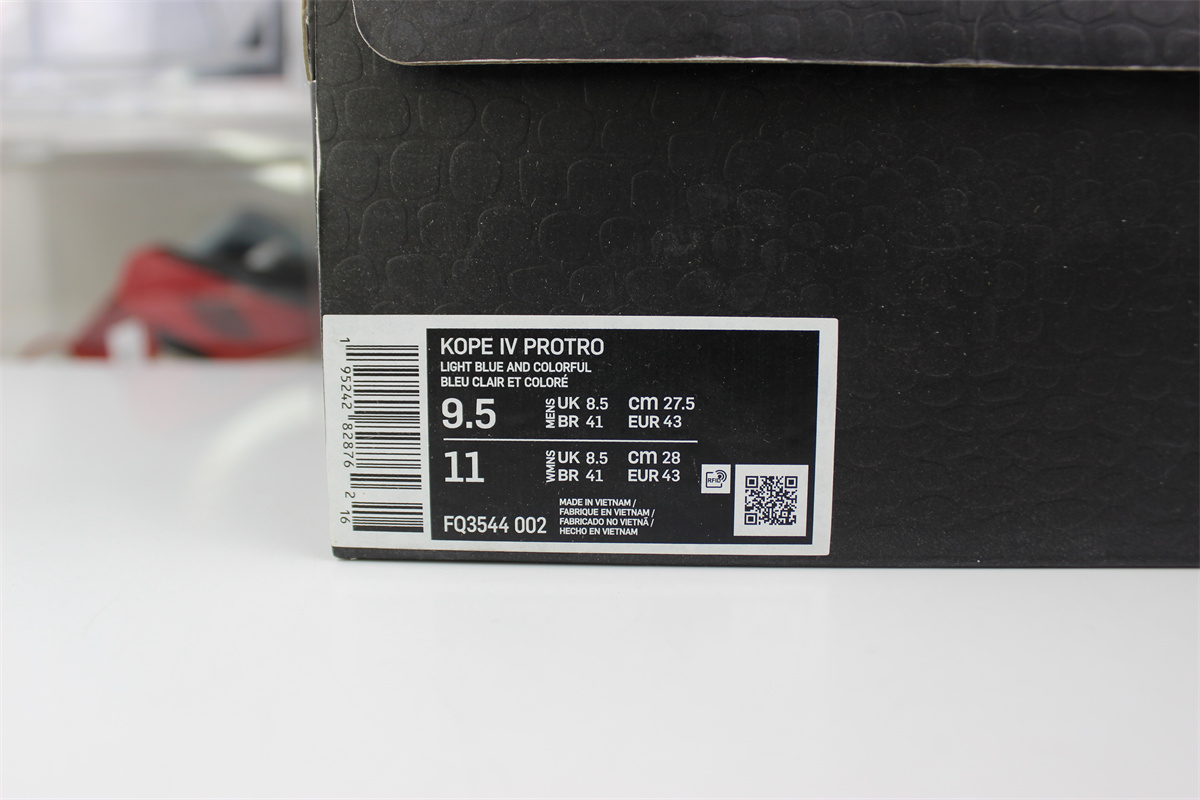 KOPE IV PROTRO
LIGHT BLUE AND COLORFUL
BLEU CLAIR ET COLORÉ
9.5 MENS UK 8.5 cm 27.5
BR 41 EUR 43
11 WMNS UK 8.5 cm 28
BR 41 EUR 43
RFID
FQ3544 002
MADE IN VIETNAM /
FABRIQUE EN VIETNAM /
FABRICADO NO VIETNÃ /
HECHO EN VIETNAM
1 95242 82876 2 16